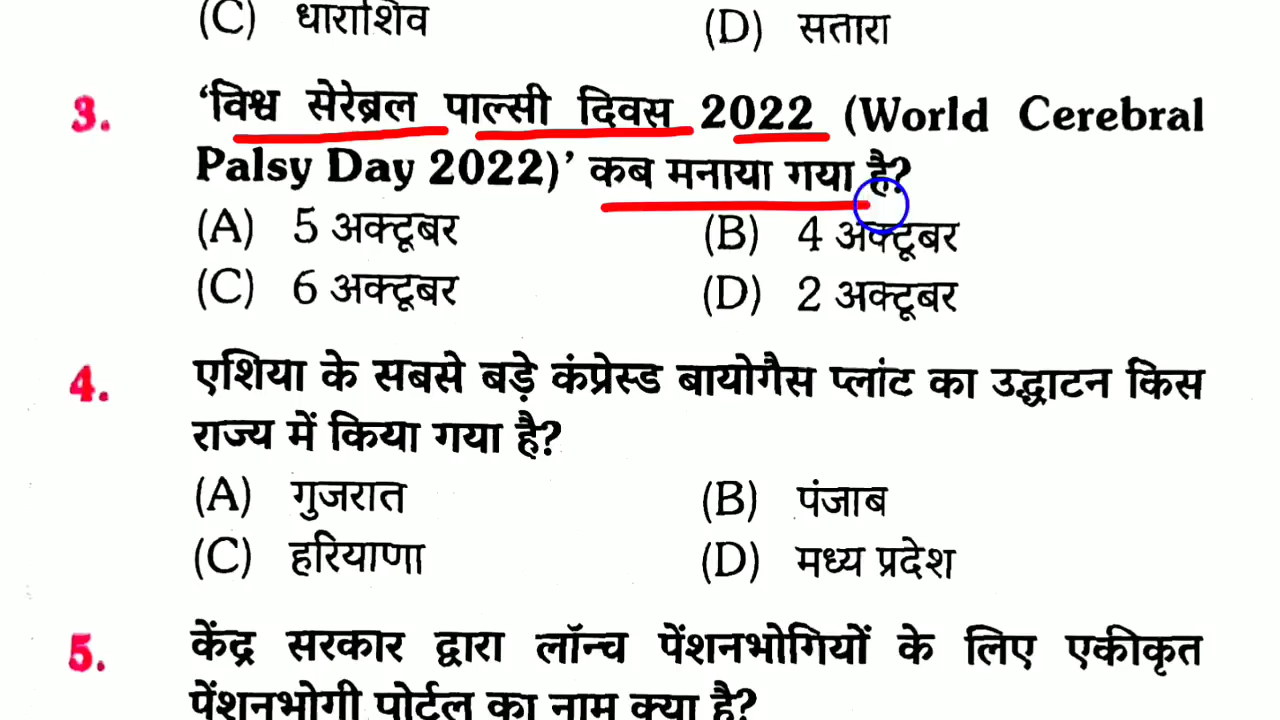 (C) धाराशिव (D) सतारा
3. ‘विश्व सेरेब्रल पाल्सी दिवस 2022 (World Cerebral
Palsy Day 2022)’ कब मनाया गया है?
(A) 5 अक्टूबर (B) 4 अक्टूबर
(C) 6 अक्टूबर (D) 2 अक्टूबर
4. एशिया के सबसे बड़े कंप्रेस्ड बायोगैस प्लांट का उद्घाटन किस
राज्य में किया गया है?
(A) गुजरात (B) पंजाब
(C) हरियाणा (D) मध्य प्रदेश
5. केंद्र सरकार द्वारा लॉन्च पेंशनभोगियों के लिए एकीकृत
पेंशनभोगी पोर्टल का नाम क्या है?